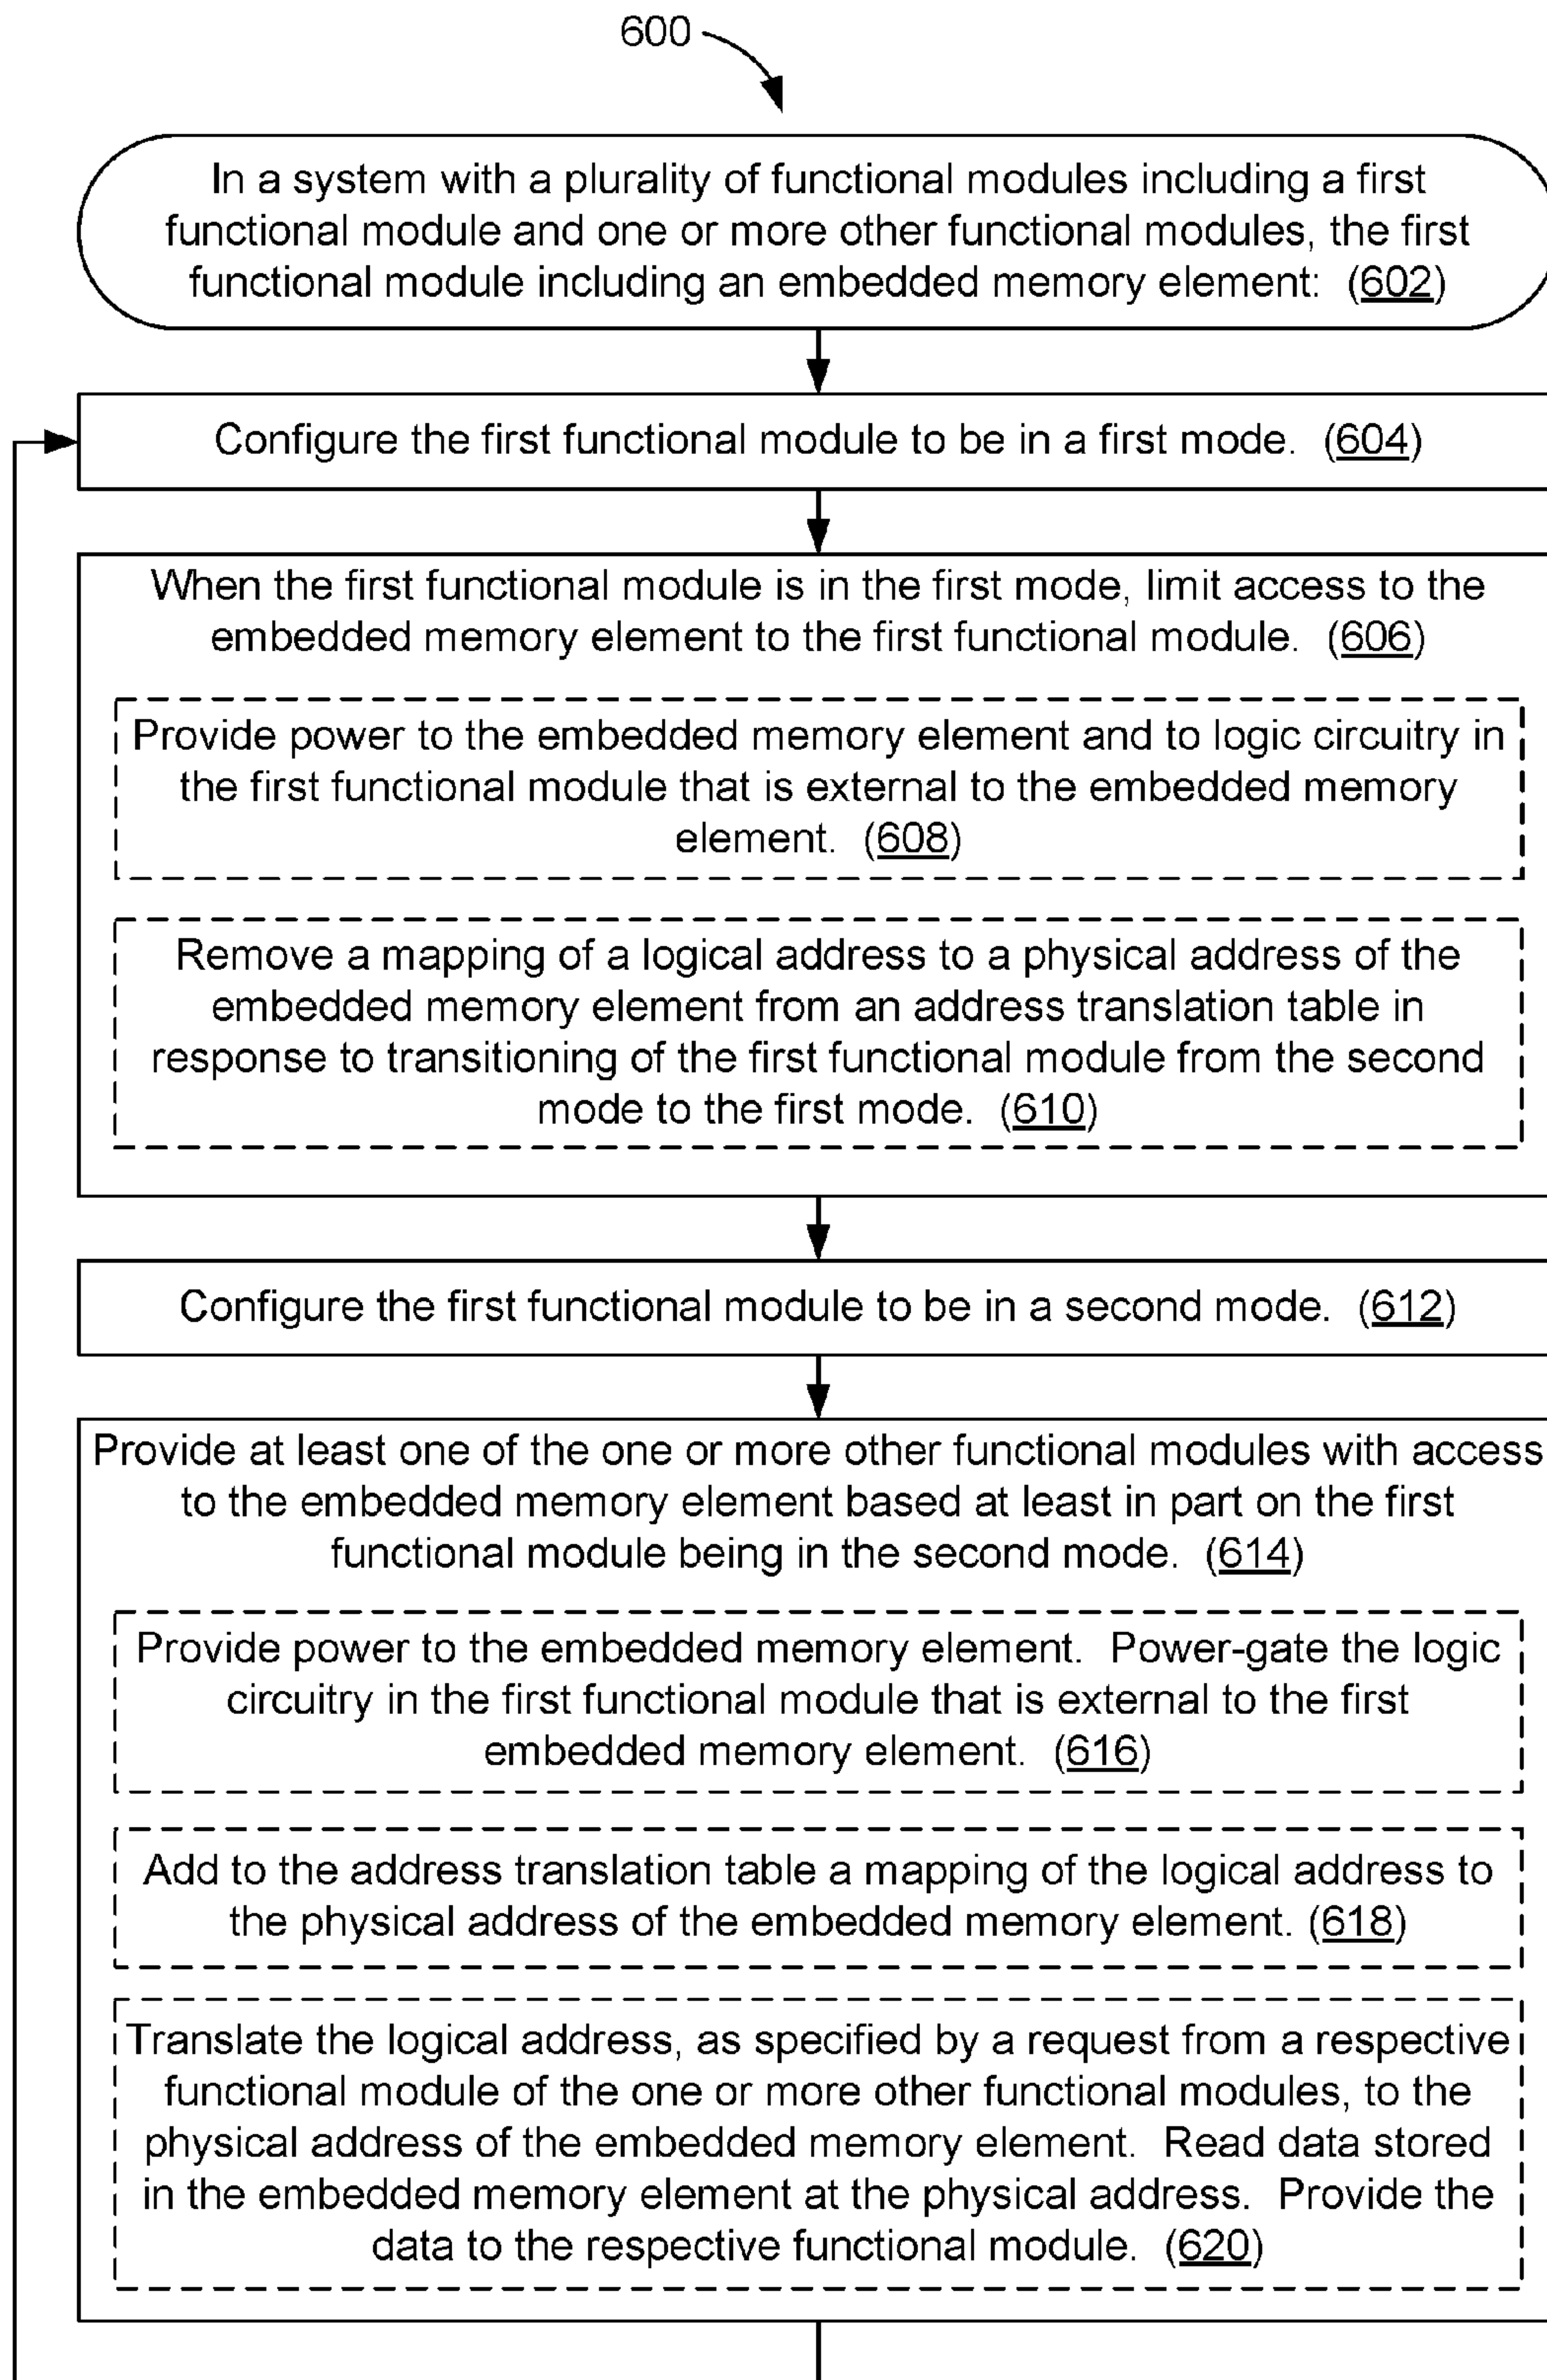 600
In a system with a plurality of functional modules including a first
functional module and one or more other functional modules, the first
functional module including an embedded memory element: (602)
Configure the first functional module to be in a first mode. (604)
When the first functional module is in the first mode, limit access to the
embedded memory element to the first functional module. (606)
Provide power to the embedded memory element and to logic circuitry in
the first functional module that is external to the embedded memory
element. (608)
Remove a mapping of a logical address to a physical address of the
embedded memory element from an address translation table in
response to transitioning of the first functional module from the second
mode to the first mode. (610)
Configure the first functional module to be in a second mode. (612)
Provide at least one of the one or more other functional modules with access
to the embedded memory element based at least in part on the first
functional module being in the second mode. (614)
Provide power to the embedded memory element. Power-gate the logic
circuitry in the first functional module that is external to the first
embedded memory element. (616)
Add to the address translation table a mapping of the logical address to
the physical address of the embedded memory element. (618)
Translate the logical address, as specified by a request from a respective
functional module of the one or more other functional modules, to the
physical address of the embedded memory element. Read data stored
in the embedded memory element at the physical address. Provide the
data to the respective functional module. (620)